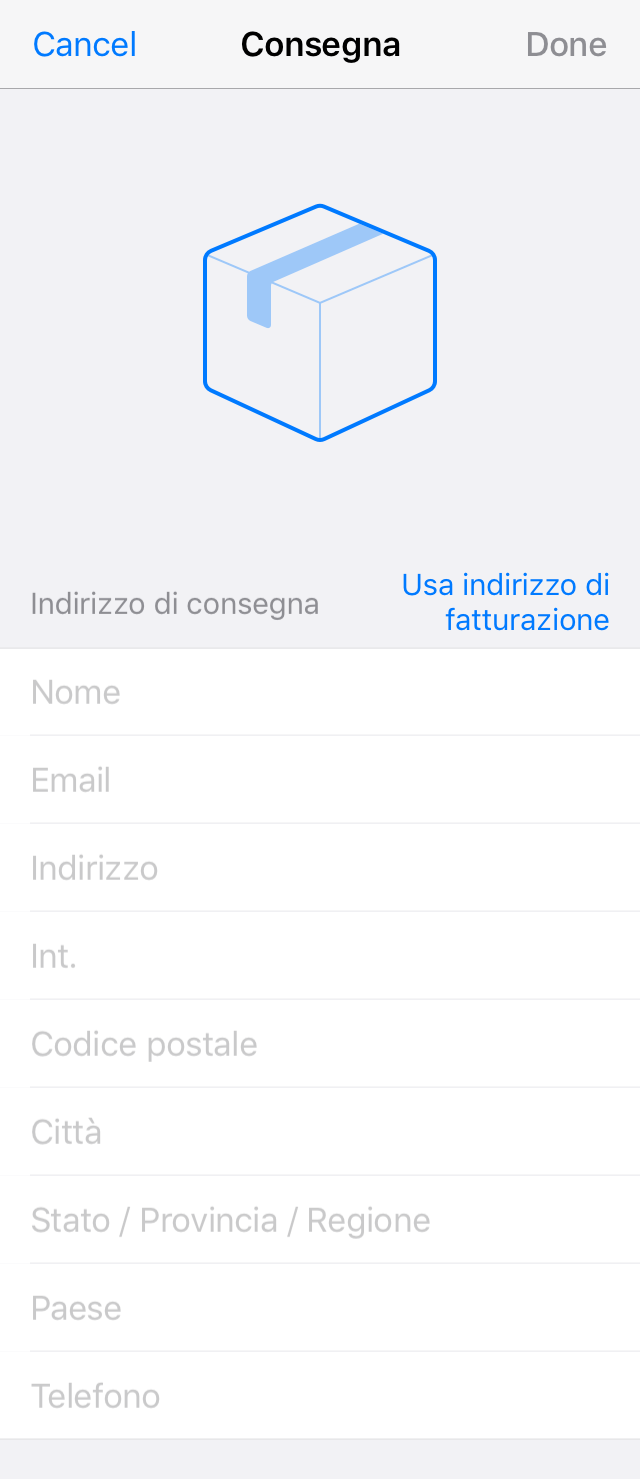 Cancel Consegna Done
Indirizzo di consegna
Usa indirizzo di
fatturazione
Nome
Email
Indirizzo
Int.
Codice postale
Città
Stato / Provincia / Regione
Paese
Telefono